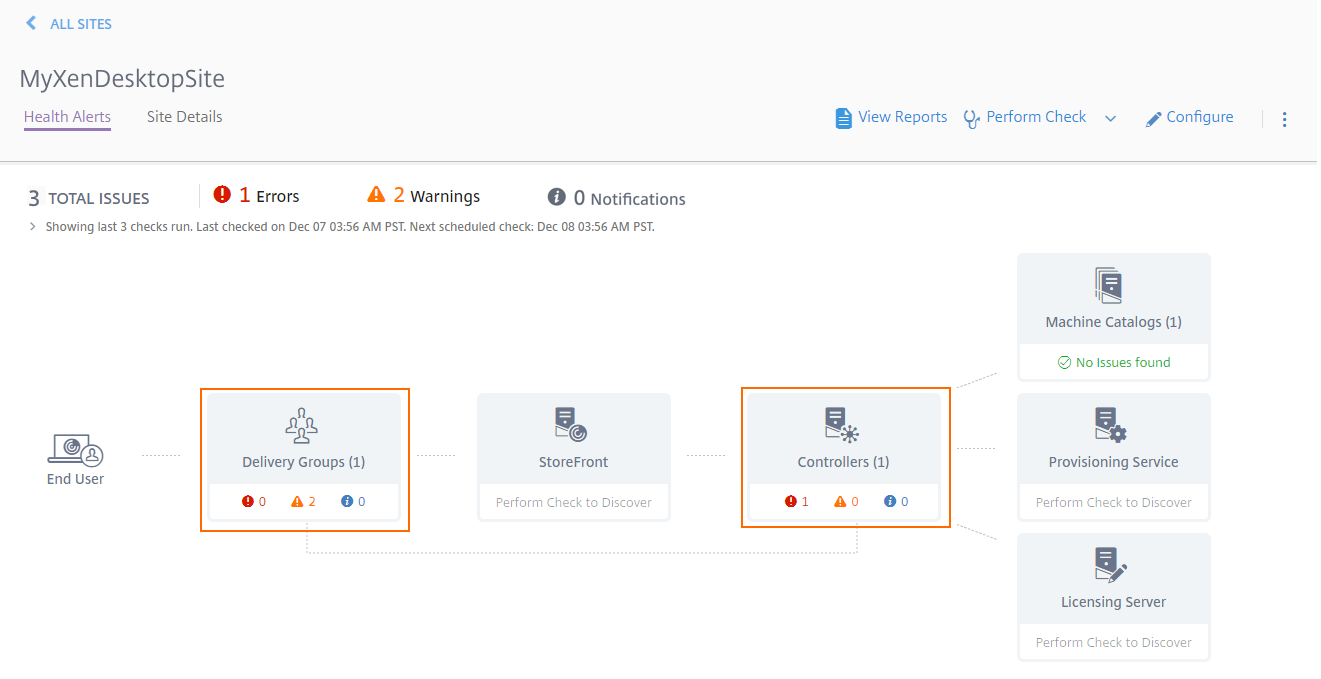 ALL SITES
MyXenDesktopSite
Health Alerts Site Details
View Reports Perform Check Configure
3 TOTAL ISSUES 1 Errors 2 Warnings 0 Notifications
Showing last 3 checks run. Last checked on Dec 07 03:56 AM PST. Next scheduled check: Dec 08 03:56 AM PST.
Machine Catalogs (1)
No Issues found
End User
Delivery Groups (1)
0 2 0
StoreFront
Perform Check to Discover
Controllers (1)
1 0 0
Provisioning Service
Perform Check to Discover
Licensing Server
Perform Check to Discover